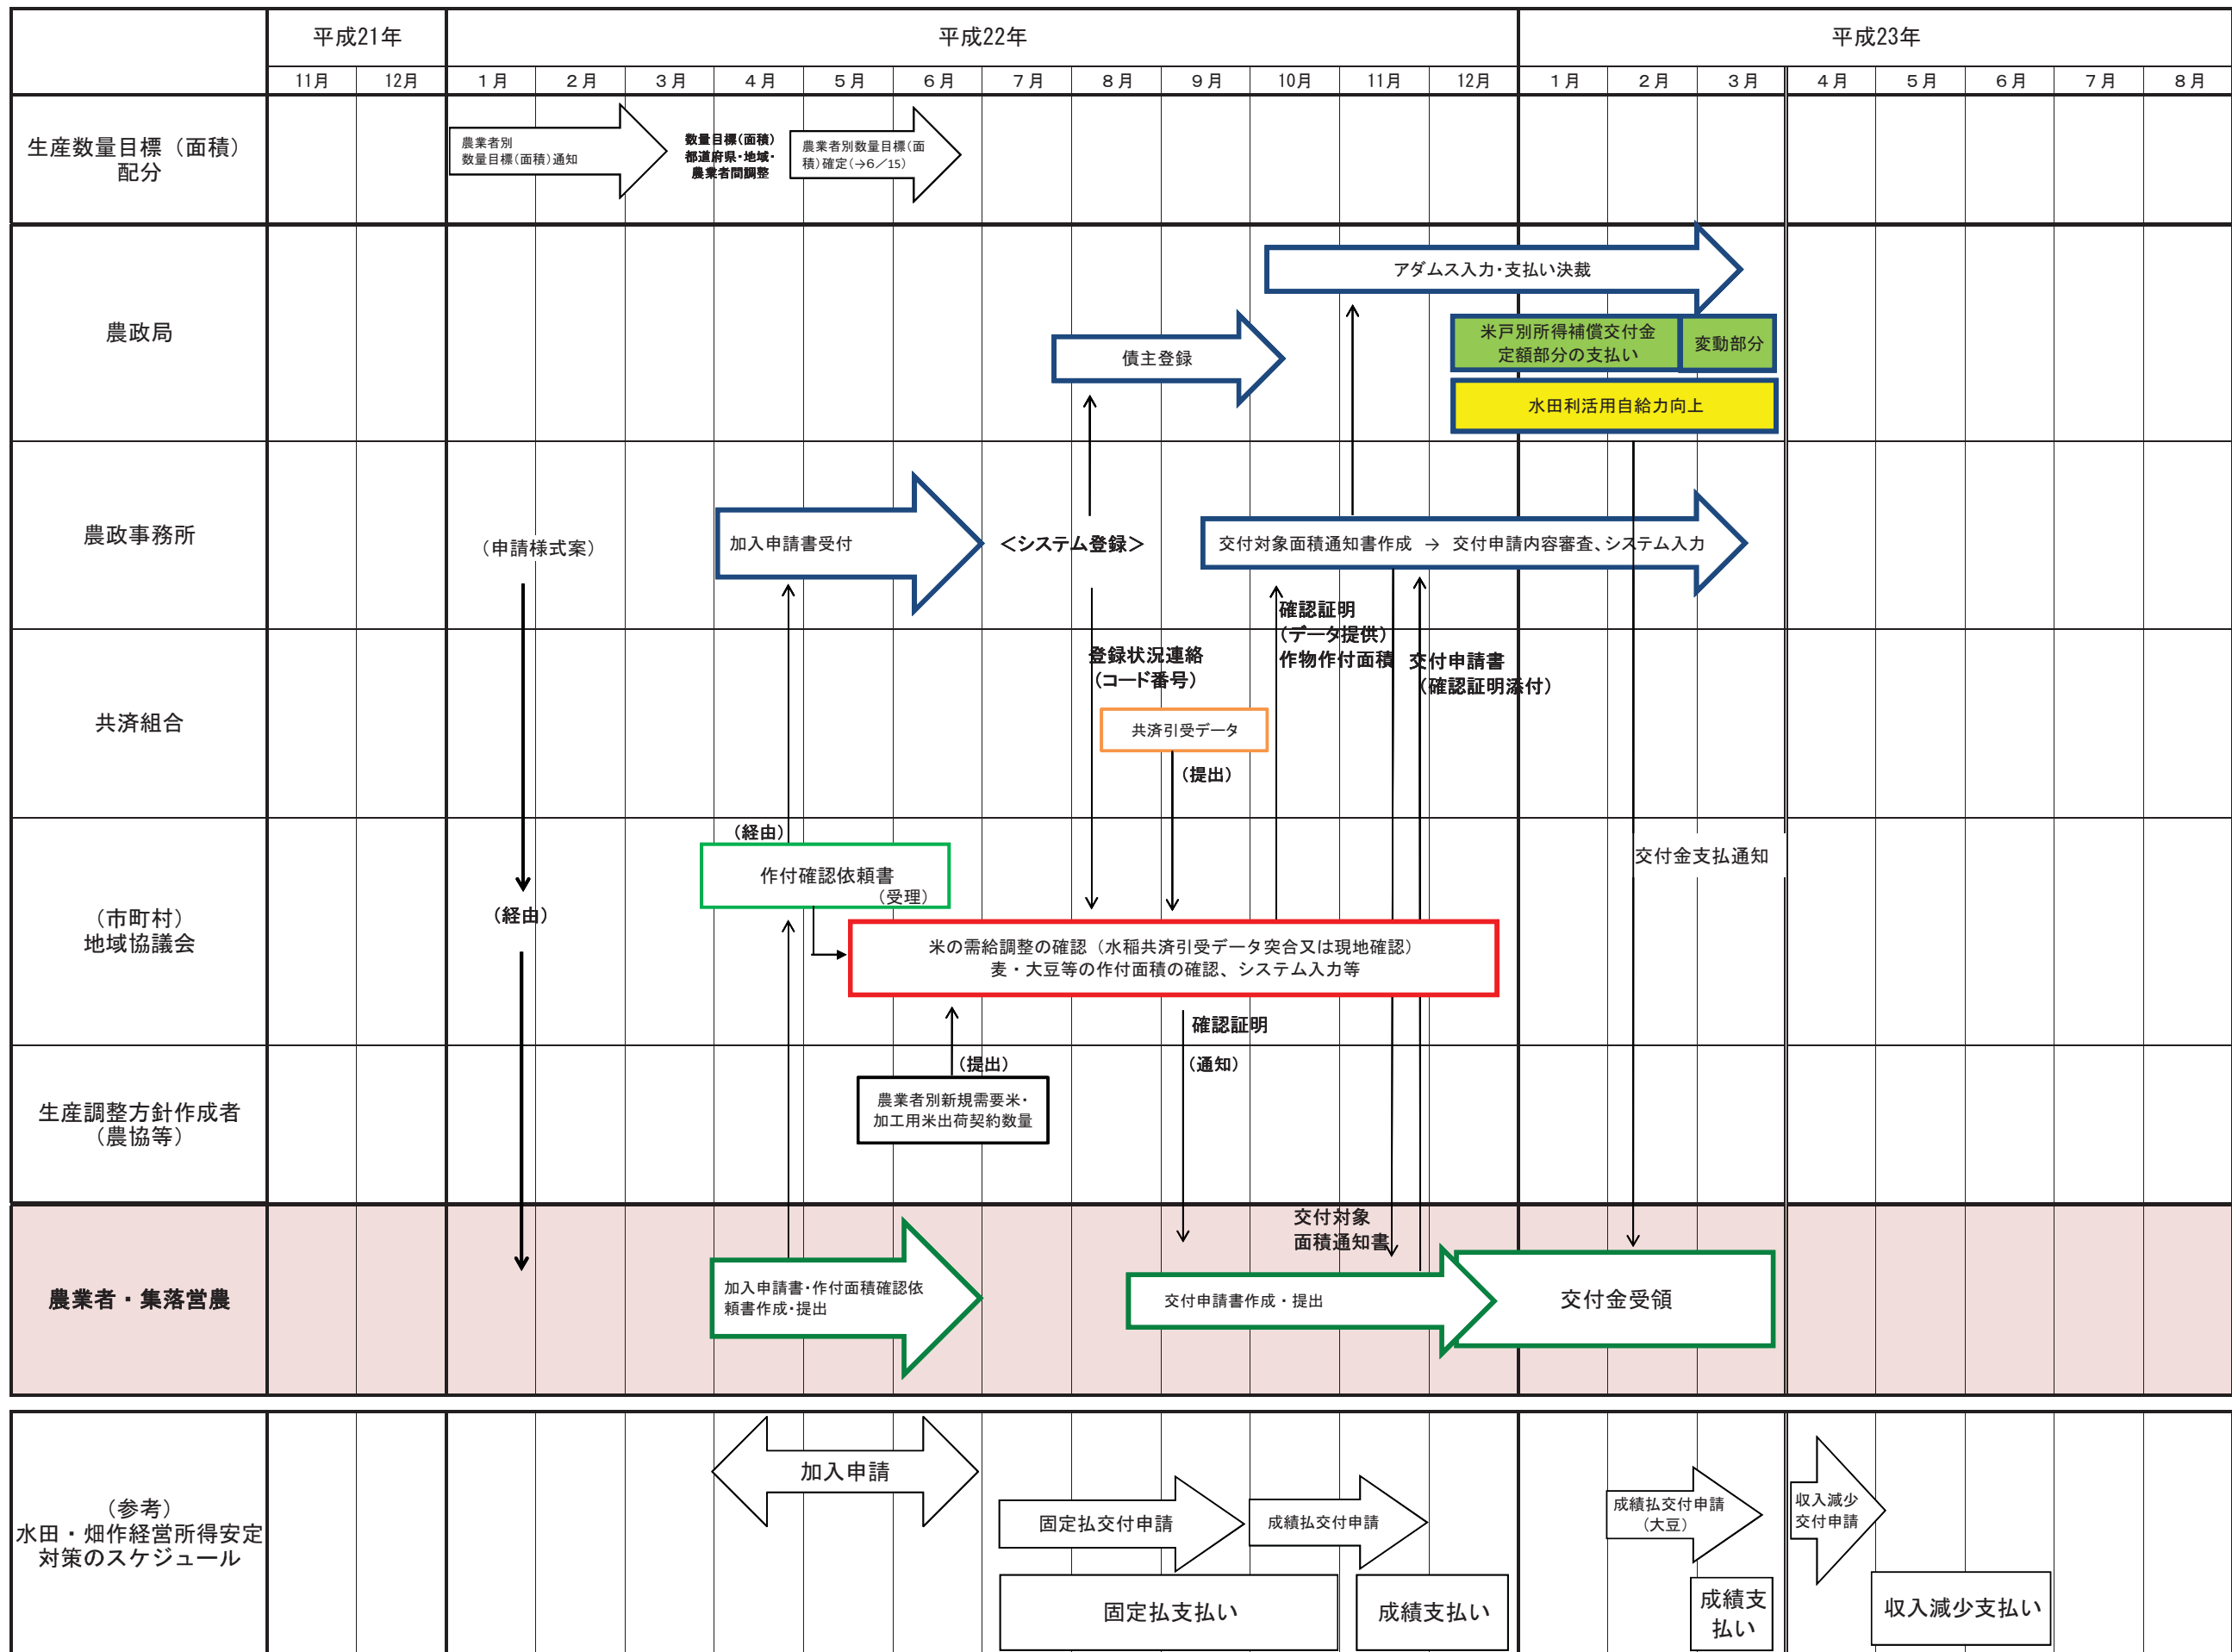 平成21年
平成22年
平成23年
11月
12月
1月
2月
3月
4月
5月
6月
7月
8月
9月
10月
11月
12月
1月
2月
3月
4月
5月
6月
7月
8月
生産数量目標（面積）
配分
農業者別
数量目標(面積)通知
数量目標(面積)
都道府県・地域・
農業者間調整
農業者別数量目標(面
積)確定(→6／15)
農政局
アダムス入力・支払い決裁
債主登録
米戸別所得補償交付金
定額部分の支払い
変動部分
水田利活用自給力向上
農政事務所
（申請様式案）
加入申請書受付
＜システム登録＞
交付対象面積通知書作成 → 交付申請内容審査、システム入力
確認証明
（データ提供）
作物作付面積
共済組合
登録状況連絡
（コード番号）
交付申請書
（確認証明添付）
共済引受データ
（提出）
（市町村）
地域協議会
（経由）
（経由）
作付確認依頼書
（受理）
交付金支払通知
米の需給調整の確認（水稲共済引受データ突合又は現地確認）
麦・大豆等の作付面積の確認、システム入力等
確認証明
（通知）
生産調整方針作成者
（農協等）
（提出）
農業者別新規需要米・
加工用米出荷契約数量
農業者・集落営農
交付対象
面積通知書
加入申請書・作付面積確認依
頼書作成・提出
交付申請書作成・提出
交付金受領
（参考）
水田・畑作経営所得安定
対策のスケジュール
加入申請
固定払交付申請
成績払交付申請
成績払交付申請
（大豆）
収入減少
交付申請
固定払支払い
成績支払い
成績支
払い
収入減少支払い